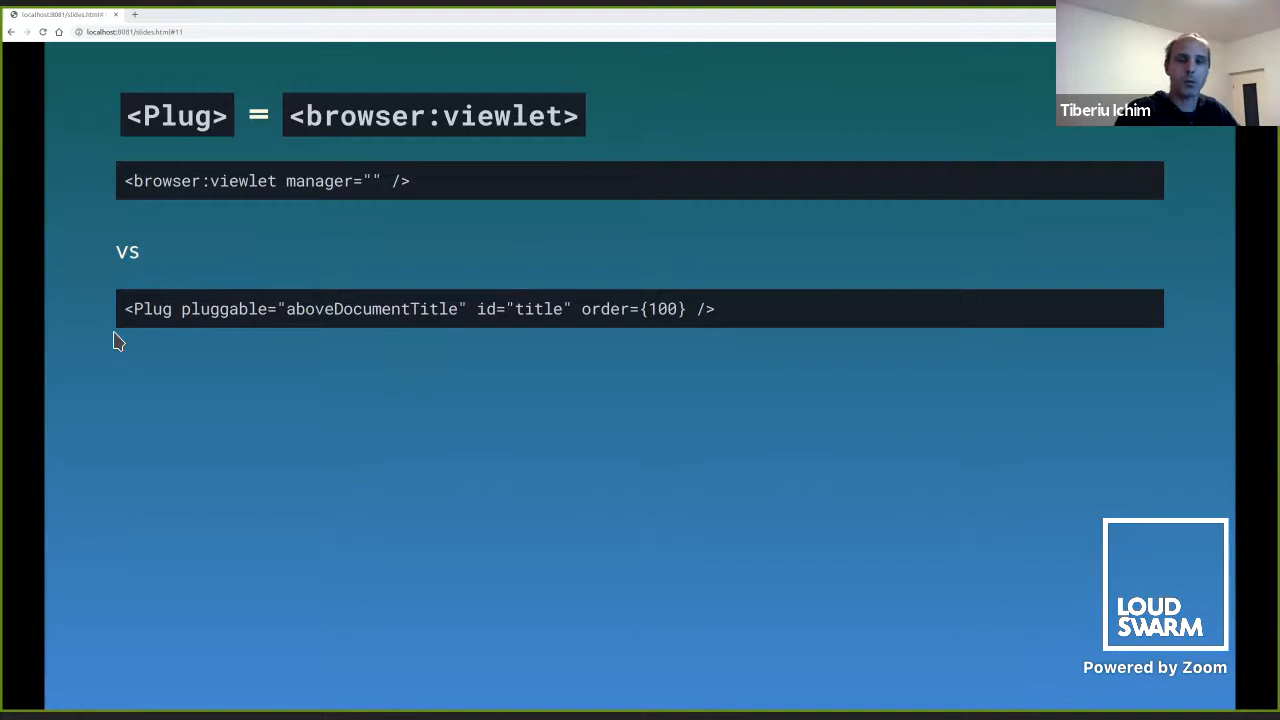 localhost:8081/slides.html#
localhost:8081/slides.html#11
<Plug> = <browser:viewlet>
Tiberiu Ichim
<browser:viewlet manager="" />
vs
<Plug pluggable="aboveDocumentTitle" id="title" order={100} />
LOUD
SWARM
Powered by Zoom